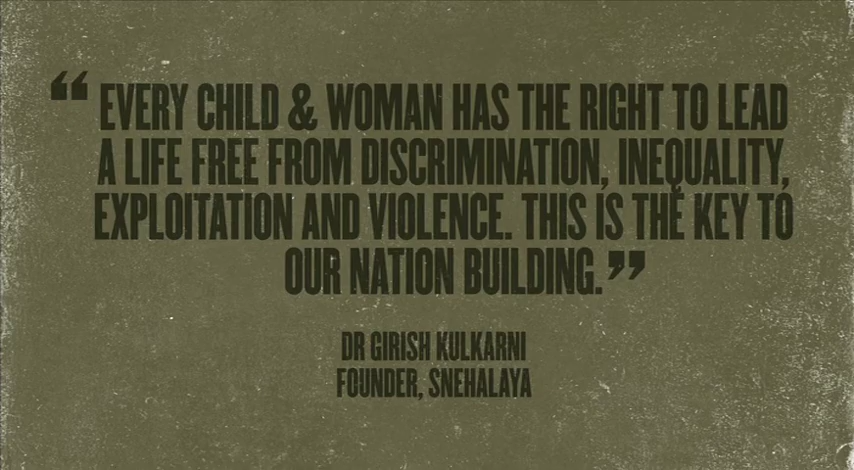 “EVERY CHILD & WOMAN HAS THE RIGHT TO LEAD
A LIFE FREE FROM DISCRIMINATION, INEQUALITY,
EXPLOITATION AND VIOLENCE. THIS IS THE KEY TO
OUR NATION BUILDING.”
DR GIRISH KULKARNI
FOUNDER, SNEHALAYA